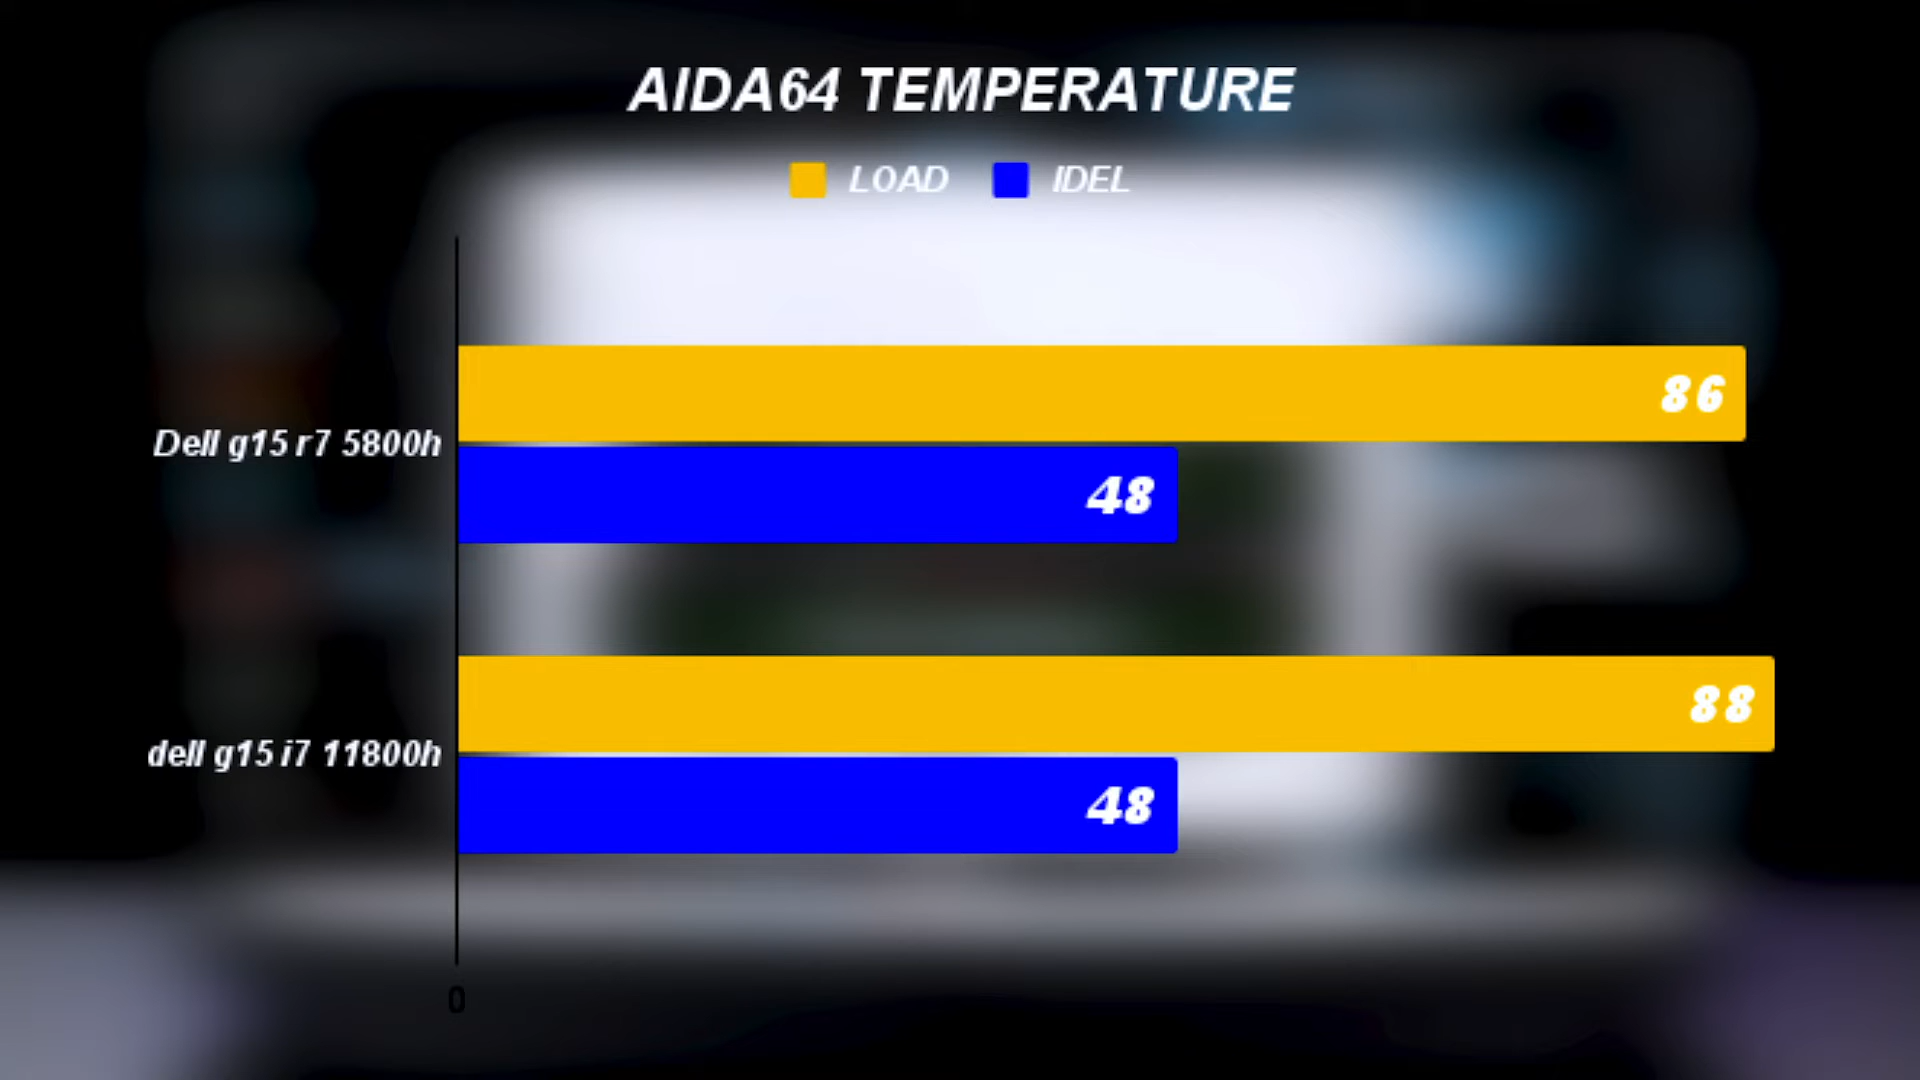 AIDA64 TEMPERATURE
LOAD IDEL
86
Dell g15 r7 5800h
48
88
dell g15 i7 11800h
48
0